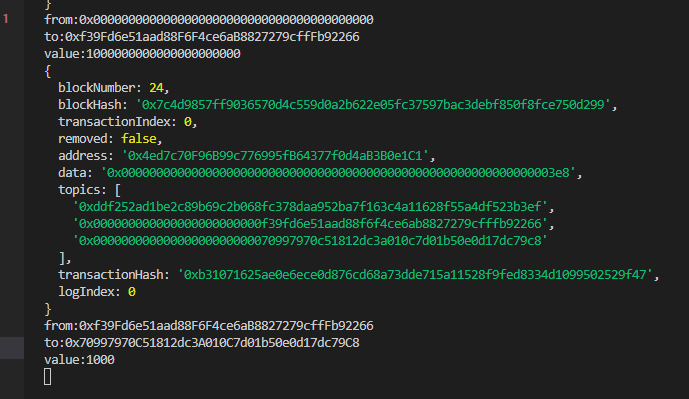 }
1
from:0x0000000000000000000000000000000000000000
to:0xf39Fd6e51aad88F6F4ce6aB8827279cffFb92266
value:1000000000000000000000
{
blockNumber: 24,
blockHash: '0x7c4d9857ff9036570d4c559d0a2b622e05fc37597bac3debf850f8fce750d299',
transactionIndex: 0,
removed: false,
address: '0x4ed7c70F96B99c776995fB64377f0d4aB3B0e1C1',
data: '0x00000000000000000000000000000000000000000000000000000000000003e8',
topics: [
'0xddf252ad1be2c89b69c2b068fc378daa952ba7f163c4a11628f55a4df523b3ef',
'0x000000000000000000000000f39fd6e51aad88f6f4ce6ab8827279cfffb92266',
'0x00000000000000000000000070997970c51812dc3a010c7d01b50e0d17dc79c8'
],
transactionHash: '0xb31071625ae0e6ece0d876cd68a73dde715a11528f9fed8334d1099502529f47',
logIndex: 0
}
from:0xf39Fd6e51aad88F6F4ce6aB8827279cffFb92266
to:0x70997970C51812dc3A010C7d01b50e0d17dc79C8
value:1000